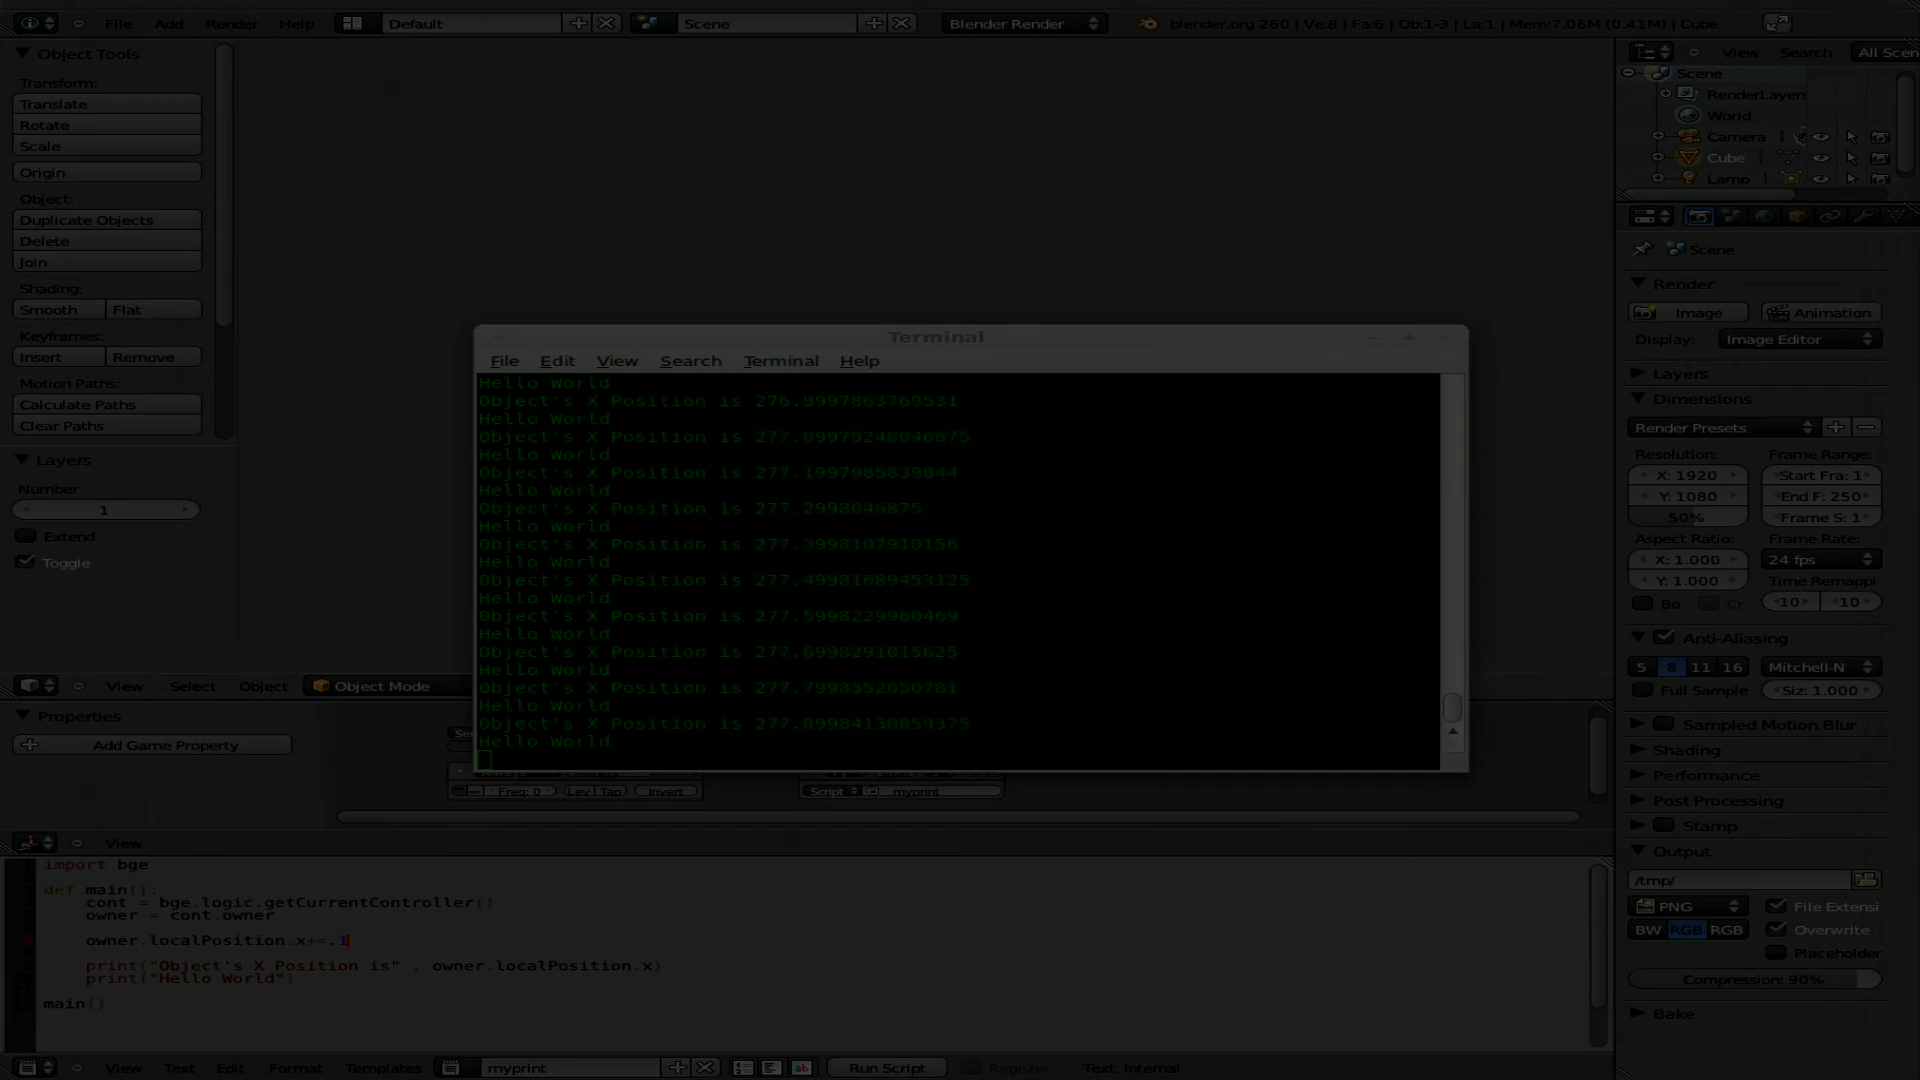 File Add Render Help Default Scene Blender Render blender.org 260 | Ve:8 | Fa:6 | Ob:1-3 | La:1 | Mem:7.06M (0.41M) | Cube
Object Tools
Transform:
Translate
Rotate
Scale
Origin
Object:
Duplicate Objects
Delete
Join
Shading:
Smooth Flat
Keyframes:
Insert Remove
Motion Paths:
Calculate Paths
Clear Paths
Layers
Number
1
Extend
Toggle
View Select Object Object Mode
Terminal
File Edit View Search Terminal Help
Hello World
Object's X Position is 276.9997863769531
Hello World
Object's X Position is 277.09979248046875
Hello World
Object's X Position is 277.1997985839844
Hello World
Object's X Position is 277.2998046875
Hello World
Object's X Position is 277.3998107910156
Hello World
Object's X Position is 277.49981689453125
Hello World
Object's X Position is 277.5998229980469
Hello World
Object's X Position is 277.6998291015625
Hello World
Object's X Position is 277.7998352050781
Hello World
Object's X Position is 277.89984130859375
Hello World
Properties
Add Game Property
Always
Freq: 0 Lev Tap Invert
Script myprint
View
import bge
def main():
cont = bge.logic.getCurrentController()
owner = cont.owner
owner.localPosition.x+=.1
print("Object's X Position is" , owner.localPosition.x)
print("Hello World")
main()
View Text Edit Format Templates myprint Run Script Register Text: Internal
View Search All Scen
Scene
RenderLayers
World
Camera
Cube
Lamp
Scene
Render
Image Animation
Display: Image Editor
Layers
Dimensions
Render Presets
Resolution: Frame Range:
X: 1920 Start Fra: 1
Y: 1080 End F: 250
50% Frame S: 1
Aspect Ratio: Frame Rate:
X: 1.000 24 fps
Y: 1.000 Time Remappi
Bo Cr 10 10
Anti-Aliasing
5 8 11 16 Mitchell-N
Full Sample Siz: 1.000
Sampled Motion Blur
Shading
Performance
Post Processing
Stamp
Output
/tmp/
PNG File Extensi
BW RGB RGB Overwrite
Placeholder
Compression: 90%
Bake